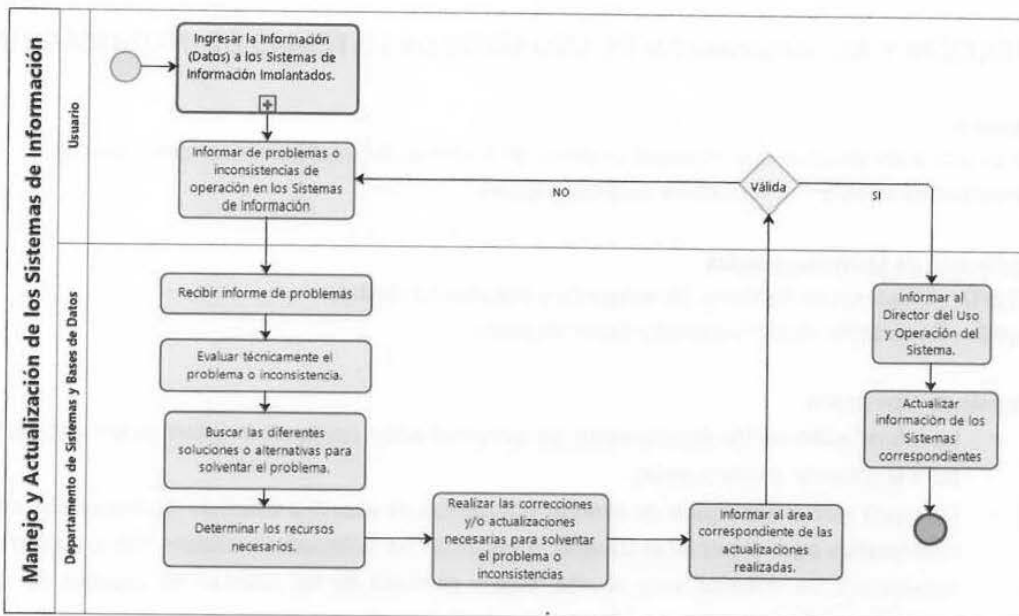 Manejo y Actualización de los Sistemas de Información
Usuario
Ingresar la Información
(Datos) a los Sistemas de
Información Implantados.
Informar de problemas o
inconsistencias de
operación en los Sistemas
de Información
NO
Válida
SI
Departamento de Sistemas y Bases de Datos
Recibir informe de problemas
Evaluar técnicamente el
problema o inconsistencia.
Buscar las diferentes
soluciones o alternativas para
solventar el problema.
Determinar los recursos
necesarios.
Realizar las correcciones
y/o actualizaciones
necesarias para solventar
el problema o
inconsistencias
Informar al área
correspondiente de las
actualizaciones
realizadas.
Informar al
Director del Uso
y Operación del
Sistema.
Actualizar
información de los
Sistemas
correspondientes